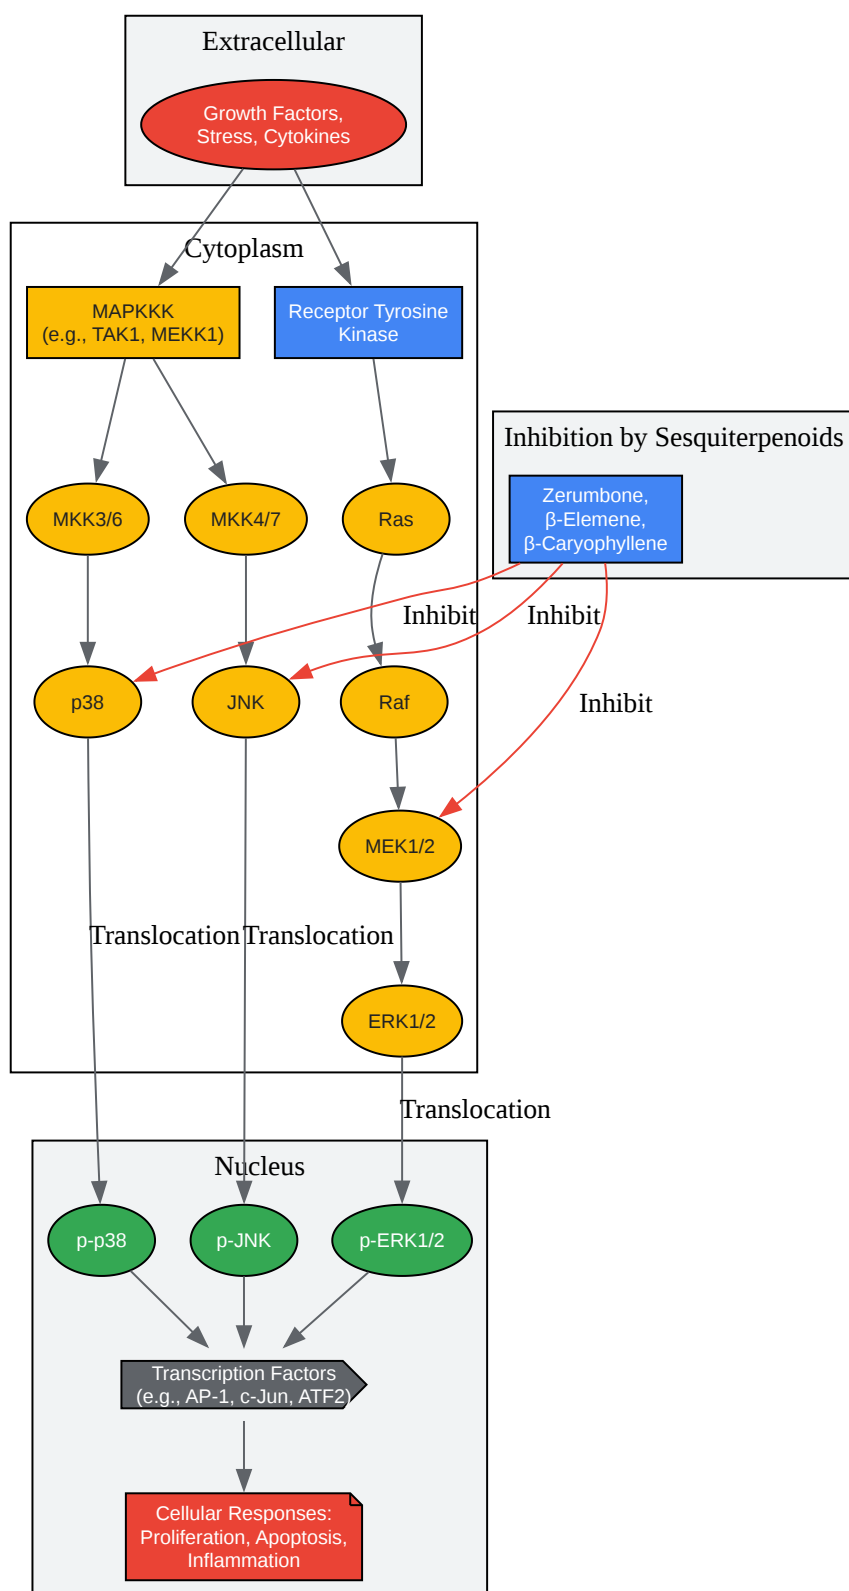 Extracellular
Growth Factors,
Stress, Cytokines
Cytoplasm
MAPKKK
(e.g., TAK1, MEKK1)
Receptor Tyrosine
Kinase
Inhibition by Sesquiterpenoids
Zerumbone,
β-Elemene,
β-Caryophyllene
MKK3/6
MKK4/7
Ras
Inhibit
Inhibit
p38
JNK
Raf
Inhibit
MEK1/2
Translocation
Translocation
ERK1/2
Translocation
Nucleus
p-p38
p-JNK
p-ERK1/2
Transcription Factors
(e.g., AP-1, c-Jun, ATF2)
Cellular Responses:
Proliferation, Apoptosis,
Inflammation